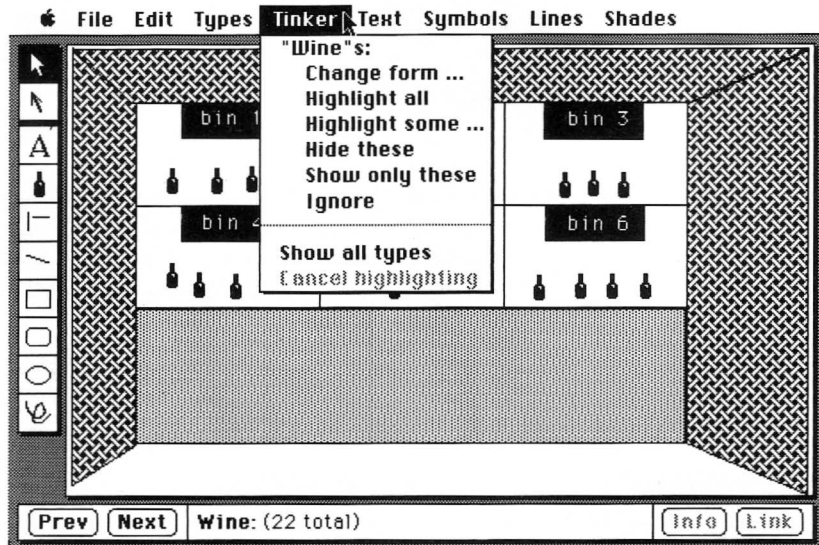 File Edit Types Tinker Text Symbols Lines Shades
"Wine"s:
Change form ...
Highlight all
Highlight some ...
Hide these
Show only these
Ignore
Show all types
Cancel highlighting
bin 1
bin 3
bin 4
bin 6
A
Prev Next Wine: (22 total) Info Link